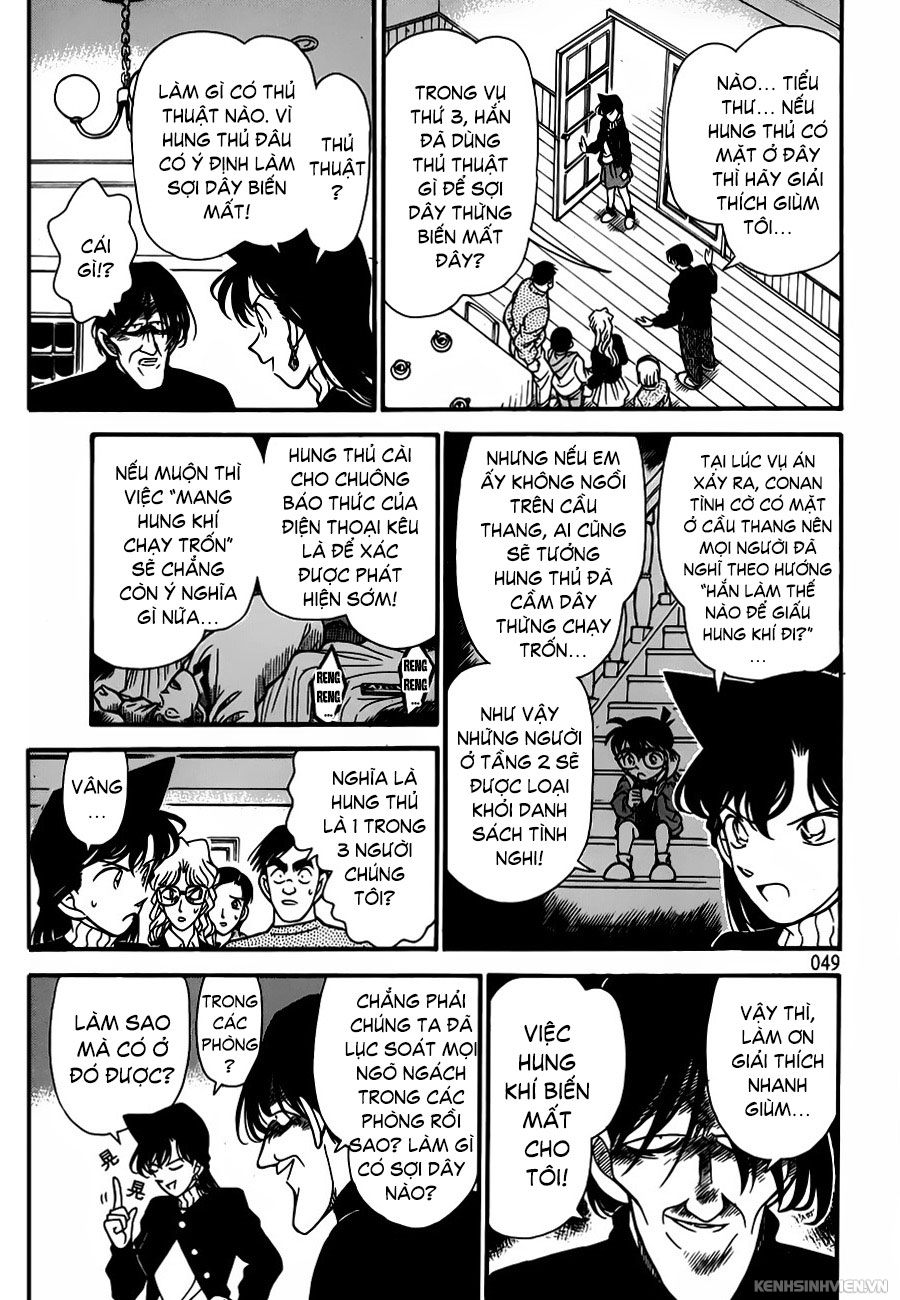 NÀO... TIỂU
THƯ... NẾU
HUNG THỦ CÓ
MẶT Ở ĐÂY
THÌ HÃY GIẢI
THÍCH GIÙM
TÔI...
TRONG VỤ
THỨ 3, HẮN
ĐÃ DÙNG
THỦ THUẬT
GÌ ĐỂ SỢI
DÂY THỪNG
BIẾN MẤT
ĐÂY?
THỦ
THUẬT
?
LÀM GÌ CÓ THỦ
THUẬT NÀO. VÌ
HUNG THỦ ĐÂU
CÓ Ý ĐỊNH LÀM
SỢI DÂY BIẾN
MẤT!
CÁI
GÌ!?
TẠI LÚC VỤ ÁN
XẢY RA, CONAN
TÌNH CỜ CÓ MẶT
Ở CẦU THANG NÊN
MỌI NGƯỜI ĐÃ
NGHĨ THEO HƯỚNG
"HẮN LÀM THẾ
NÀO ĐỂ GIẤU
HUNG KHÍ ĐI?"
...
NHƯNG NẾU EM
ẤY KHÔNG NGỒI
TRÊN CẦU
THANG, AI CŨNG
SẼ TƯỞNG
HUNG THỦ ĐÃ
CẦM DÂY
THỪNG CHẠY
TRỐN...
NHƯ VẬY
NHỮNG NGƯỜI
Ở TẦNG 2 SẼ
ĐƯỢC LOẠI
KHỎI DANH
SÁCH TÌNH
NGHI!
HUNG THỦ CÀI
CHO CHUÔNG
BÁO THỨC CỦA
ĐIỆN THOẠI KÊU
LÀ ĐỂ XÁC
ĐƯỢC PHÁT
HIỆN SỚM!
NẾU MUỘN THÌ
VIỆC "MANG
HUNG KHÍ
CHẠY TRỐN"
SẼ CHẲNG
CÒN Ý NGHĨA
GÌ NỮA...
RENG
RENG
...
RENG
RENG
...
NGHĨA LÀ
HUNG THỦ
LÀ 1 TRONG
3 NGƯỜI
CHÚNG
TÔI?
VÂNG
...
049
VẬY THÌ,
LÀM ƠN
GIẢI THÍCH
NHANH
GIÙM...
VIỆC
HUNG
KHÍ BIẾN
MẤT
CHO
TÔI!
CHẲNG PHẢI
CHÚNG TA ĐÃ
LỤC SOÁT MỌI
NGÕ NGÁCH
TRONG CÁC
PHÒNG RỒI
SAO? LÀM GÌ
CÓ SỢI DÂY
NÀO?
TRONG
CÁC
PHÒNG
?
LÀM SAO
MÀ CÓ Ở
ĐÓ ĐƯỢC?
晃
晃
KENHSINHVIEN.VN